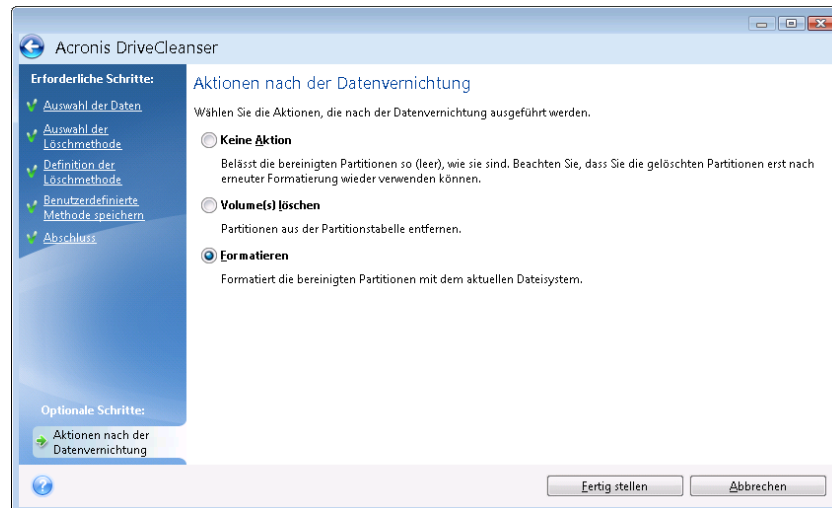 Acronis DriveCleanser
Erforderliche Schritte:
Auswahl der Daten
Auswahl der
Löschmethode
Definition der
Löschmethode
Benutzerdefinierte
Methode speichern
Abschluss
Optionale Schritte:
Aktionen nach der
Datenvernichtung
Aktionen nach der Datenvernichtung
Wählen Sie die Aktionen, die nach der Datenvernichtung ausgeführt werden.
Keine Aktion
Belässt die bereinigten Partitionen so (leer), wie sie sind. Beachten Sie, dass Sie die gelöschten Partitionen erst nach
erneuter Formatierung wieder verwenden können.
Volume(s) löschen
Partitionen aus der Partitionstabelle entfernen.
Formatieren
Formatiert die bereinigten Partitionen mit dem aktuellen Dateisystem.
Fertig stellen
Abbrechen